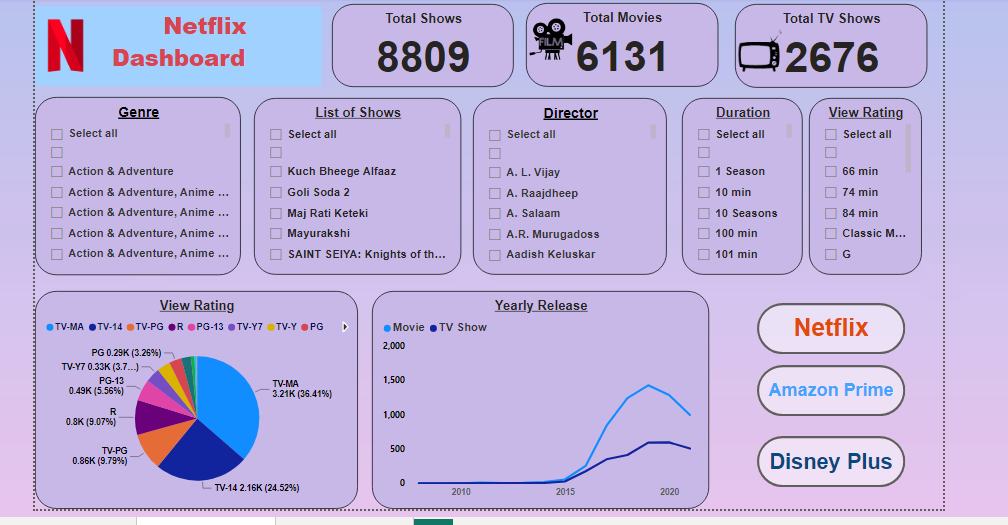 Netflix
Dashboard
Total Shows
8809
Total Movies
FILM
6131
Total TV Shows
2676
Genre
Select all
Action & Adventure
Action & Adventure, Anime ...
Action & Adventure, Anime ...
Action & Adventure, Anime ...
Action & Adventure, Anime ...
List of Shows
Select all
Kuch Bheege Alfaaz
Goli Soda 2
Maj Rati Keteki
Mayurakshi
SAINT SEIYA: Knights of th...
Director
Select all
A. L. Vijay
A. Raajdheep
A. Salaam
A.R. Murugadoss
Aadish Keluskar
Duration
Select all
1 Season
10 min
10 Seasons
100 min
101 min
View Rating
Select all
66 min
74 min
84 min
Classic M...
G
View Rating
TV-MA TV-14 TV-PG R PG-13 TV-Y7 TV-Y PG
PG 0.29K (3.26%)
TV-Y7 0.33K (3.7...)
PG-13
0.49K (5.56%)
R
0.8K (9.07%)
TV-PG
0.86K (9.79%)
TV-MA
3.21K (36.41%)
TV-14 2.16K (24.52%)
Yearly Release
Movie TV Show
2,000
1,500
1,000
500
0
2010 2015 2020
Netflix
Amazon Prime
Disney Plus